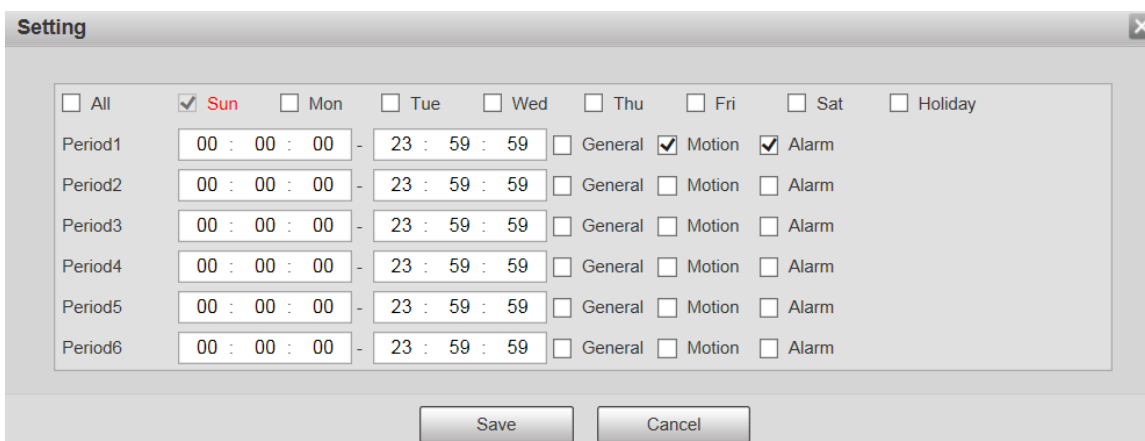 Setting
All Sun Mon Tue Wed Thu Fri Sat Holiday
Period1 00 : 00 : 00 - 23 : 59 : 59 General Motion Alarm
Period2 00 : 00 : 00 - 23 : 59 : 59 General Motion Alarm
Period3 00 : 00 : 00 - 23 : 59 : 59 General Motion Alarm
Period4 00 : 00 : 00 - 23 : 59 : 59 General Motion Alarm
Period5 00 : 00 : 00 - 23 : 59 : 59 General Motion Alarm
Period6 00 : 00 : 00 - 23 : 59 : 59 General Motion Alarm
Save Cancel